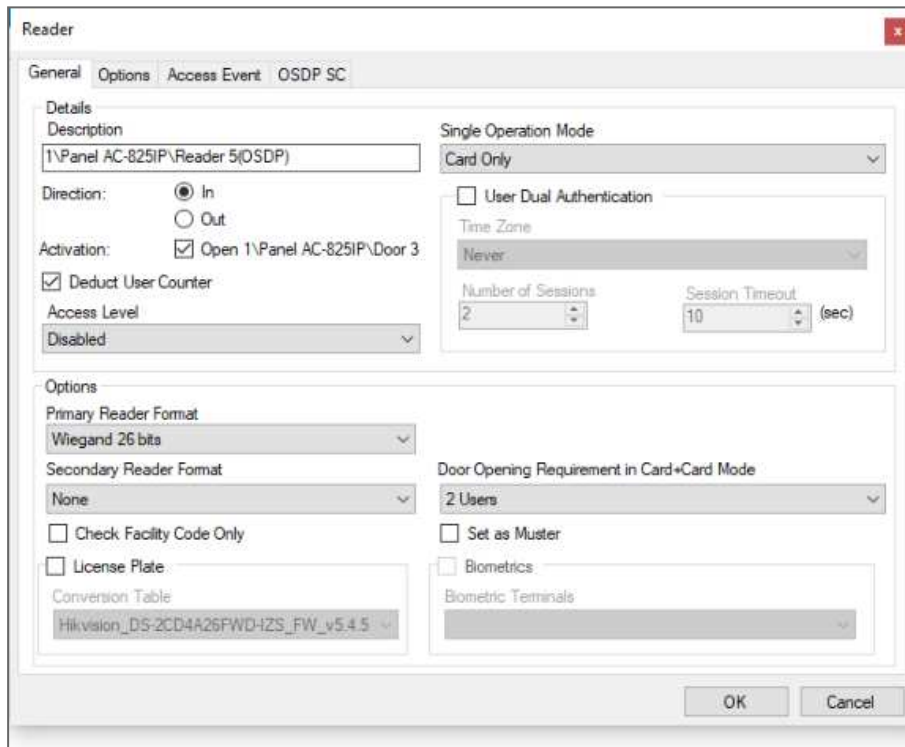 Reader
x
General Options Access Event OSDP SC
Details
Description
1\Panel AC-825IP\Reader 5(OSDP)
Direction: In
Out
Activation: Open 1\Panel AC-825IP\Door 3
Deduct User Counter
Access Level
Disabled
Single Operation Mode
Card Only
User Dual Authentication
Time Zone
Never
Number of Sessions
2
Session Timeout
10 (sec)
Options
Primary Reader Format
Wiegand 26 bits
Secondary Reader Format
None
Door Opening Requirement in Card+Card Mode
2 Users
Check Facility Code Only
Set as Muster
License Plate
Conversion Table
Hikvision_DS-2CD4A26FWD-IZS_FW_v5.4.5
Biometrics
Biometric Terminals
OK Cancel